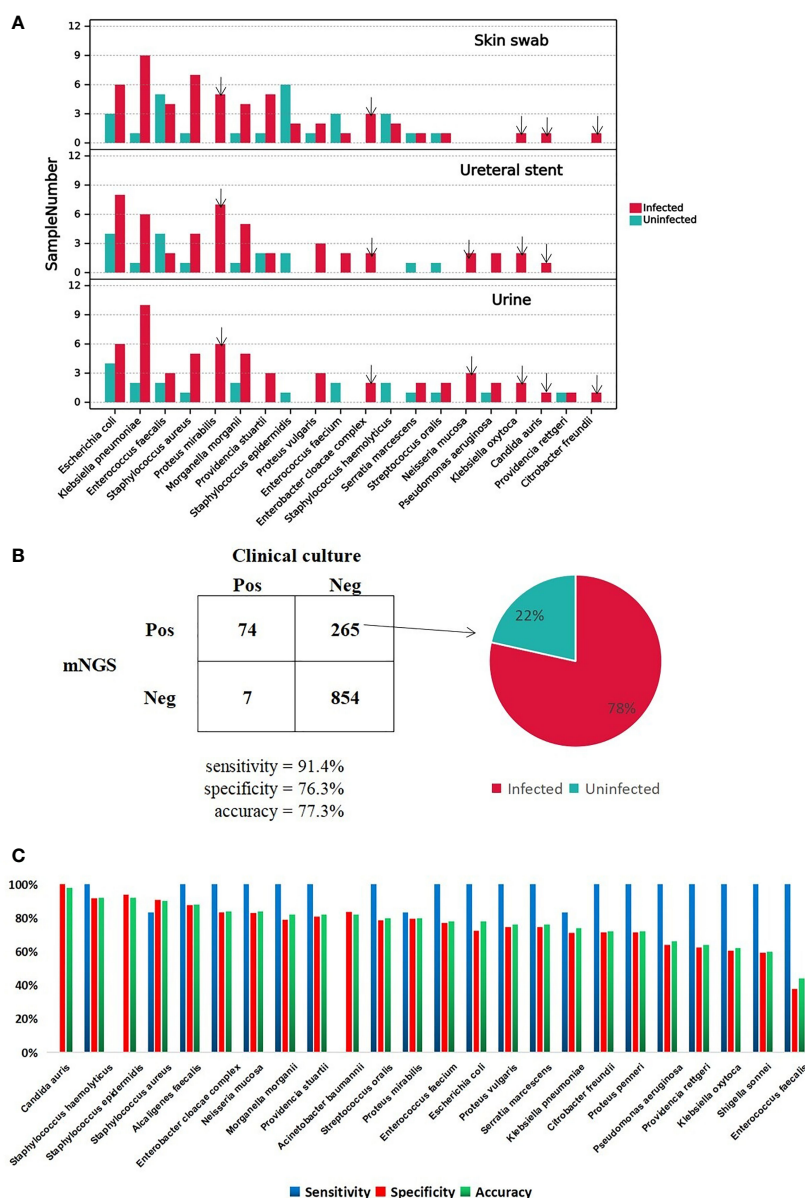 A
Skin swab
12
9
6
3
0
Ureteral stent
12
9
6
3
0
Urine
12
9
6
3
0
SampleNumber
Infected
Uninfected
Escherichia coli
Klebsiella pneumoniae
Enterococcus faecalis
Staphylococcus aureus
Proteus mirabilis
Morganella morganii
Providencia stuartii
Staphylococcus epidermidis
Proteus vulgaris
Enterococcus faecium
Enterobacter cloacae complex
Staphylococcus haemolyticus
Serratia marcescens
Streptococcus oralis
Neisseria mucosa
Pseudomonas aeruginosa
Klebsiella oxytoca
Candida auris
Providencia rettgeri
Citrobacter freundii
B
Clinical culture
Pos Neg
Pos 74 265
mNGS
Neg 7 854
sensitivity = 91.4%
specificity = 76.3%
accuracy = 77.3%
22%
78%
Infected Uninfected
C
100%
80%
60%
40%
20%
0%
Candida auris
Staphylococcus haemolyticus
Staphylococcus epidermidis
Staphylococcus aureus
Alcaligenes faecalis
Enterobacter cloacae complex
Neisseria mucosa
Morganella morganii
Providencia stuartii
Acinetobacter baumannii
Streptococcus oralis
Proteus mirabilis
Enterococcus faecium
Escherichia coli
Proteus vulgaris
Serratia marcescens
Klebsiella pneumoniae
Citrobacter freundii
Proteus penneri
Pseudomonas aeruginosa
Providencia rettgeri
Klebsiella oxytoca
Shigella sonnei
Enterococcus faecalis
Sensitivity Specificity Accuracy